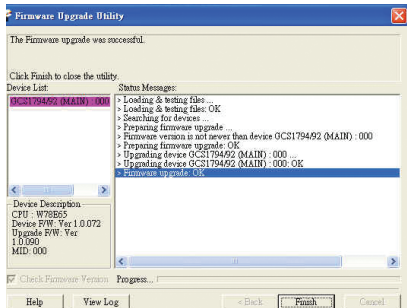 Firmware Upgrade Utility
The Firmware upgrade was successful.
Click Finish to close the utility.
Device List:
GCS1794/92 (MAIN) : 000
Status Messages:
> Loading & testing files ...
> Loading & testing files: OK
> Searching for devices ...
> Preparing firmware upgrade ...
> Firmware version is not newer than device GCS1794/92 (MAIN) : 000
> Preparing firmware upgrade: OK
> Upgrading device GCS1794/92 (MAIN) : 000 ...
> Upgrading device GCS1794/92 (MAIN) : 000: OK
> Firmware upgrade: OK
Device Description
CPU : W78E65
Device F/W: Ver 1.0.072
Upgrade F/W: Ver
1.0.090
MID: 000
Check Firmware Version
Progress...
Help
View Log
< Back
Finish
Cancel